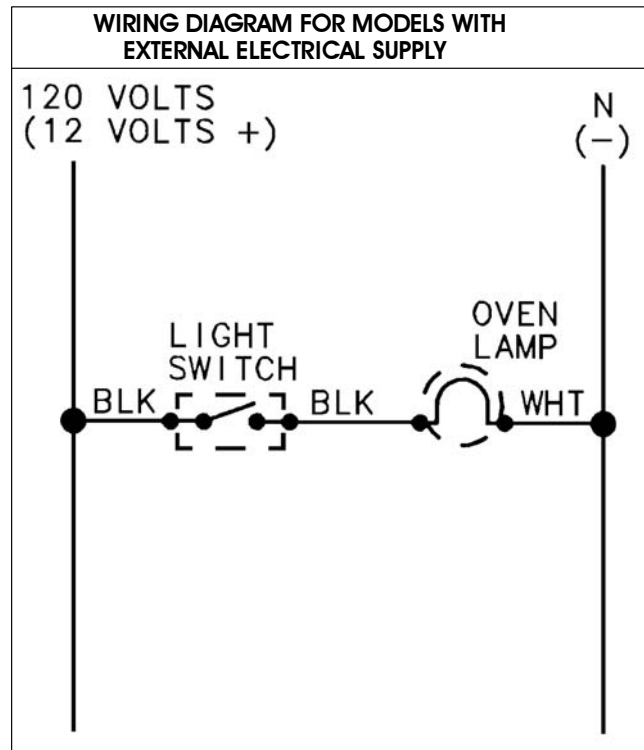 WIRING DIAGRAM FOR MODELS WITH
EXTERNAL ELECTRICAL SUPPLY
120 VOLTS
(12 VOLTS +)
N
(−)
LIGHT
SWITCH
OVEN
LAMP
BLK
BLK
WHT